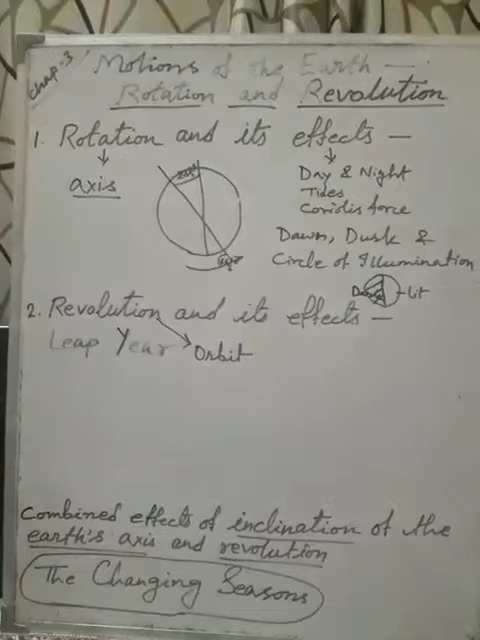 Chap-3
Motions of the Earth —
Rotation and Revolution
1. Rotation and its effects —
axis
Day & Night
Tides
Coriolis force
Dawn, Dusk &
Circle of Illumination
Lit
2. Revolution and its effects —
Leap Year
Orbit
Combined effects of inclination of the
earth's axis and revolution
The Changing Seasons